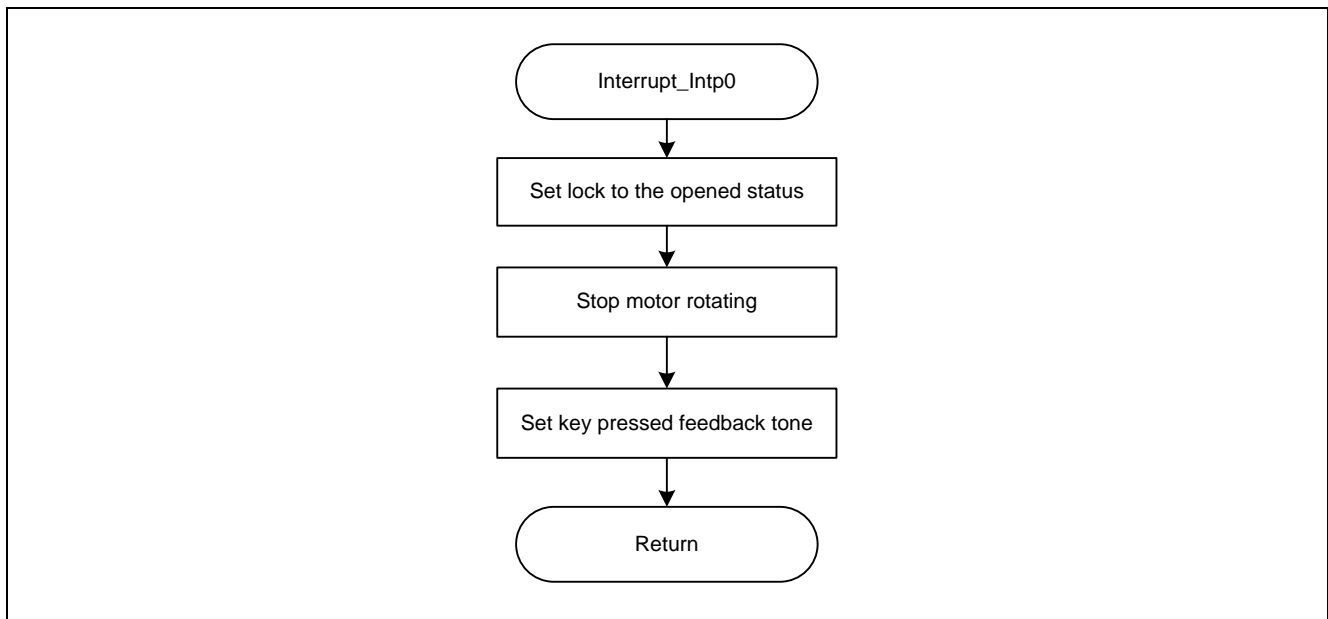 Interrupt_Intp0
Set lock to the opened status
Stop motor rotating
Set key pressed feedback tone
Return